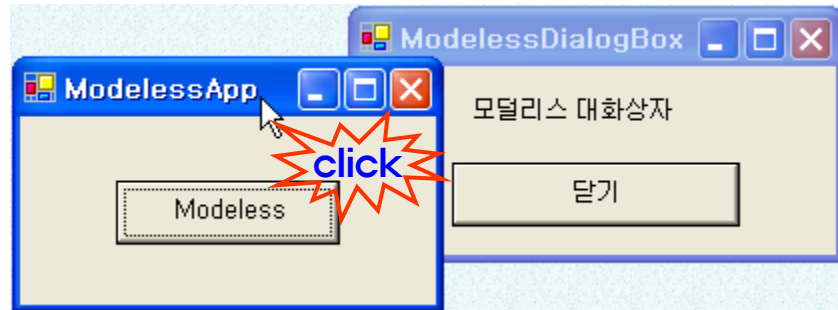 ModelessDialogBox
ModelessApp
모덜리스 대화상자
click
Modeless
닫기